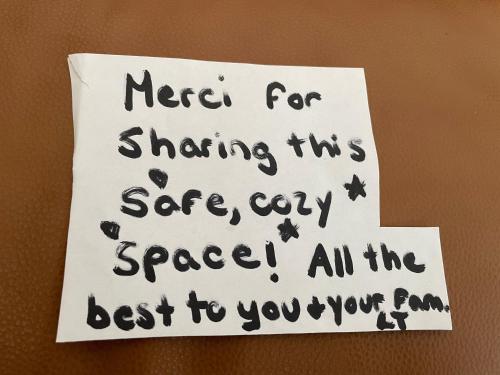 Merci for
sharing this
safe, cozy
space! All the
best to you + your fam.
LT